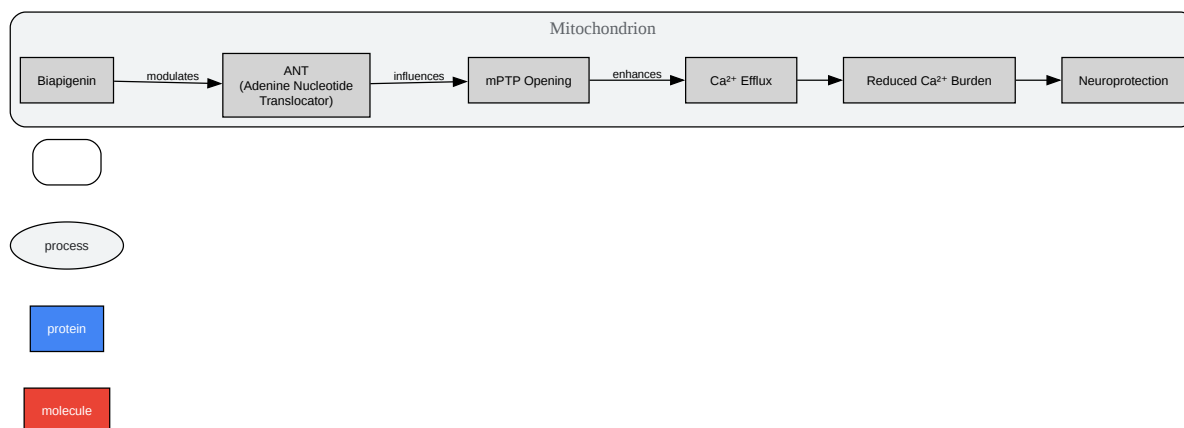 Mitochondrion
Biapigenin
modulates
ANT
(Adenine Nucleotide
Translocator)
influences
mPTP Opening
enhances
Ca²⁺ Efflux
Reduced Ca²⁺ Burden
Neuroprotection
process
protein
molecule